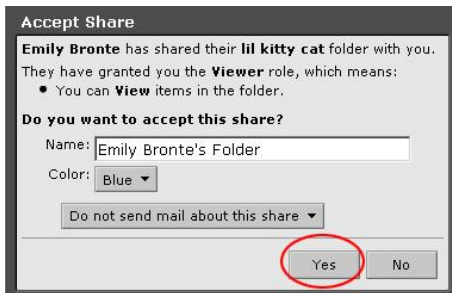 Accept Share
Emily Bronte has shared their lil kitty cat folder with you.
They have granted you the Viewer role, which means:
• You can View items in the folder.
Do you want to accept this share?
Name: Emily Bronte's Folder
Color: Blue
Do not send mail about this share
Yes No